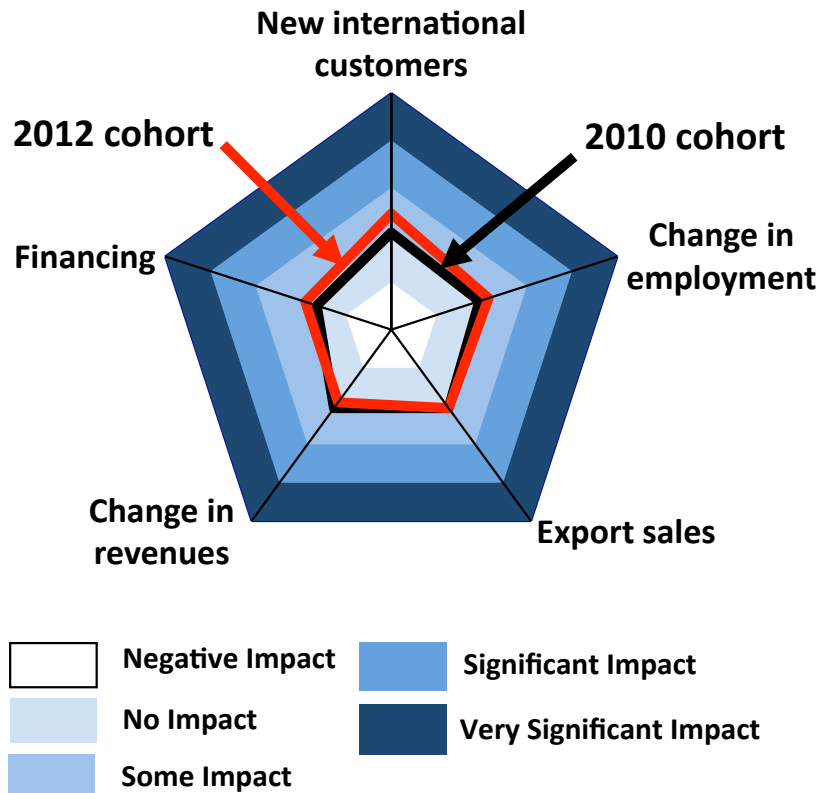 New international
customers
2012 cohort
2010 cohort
Financing
Change in
employment
Change in
revenues
Export sales
Negative Impact
Significant Impact
No Impact
Very Significant Impact
Some Impact